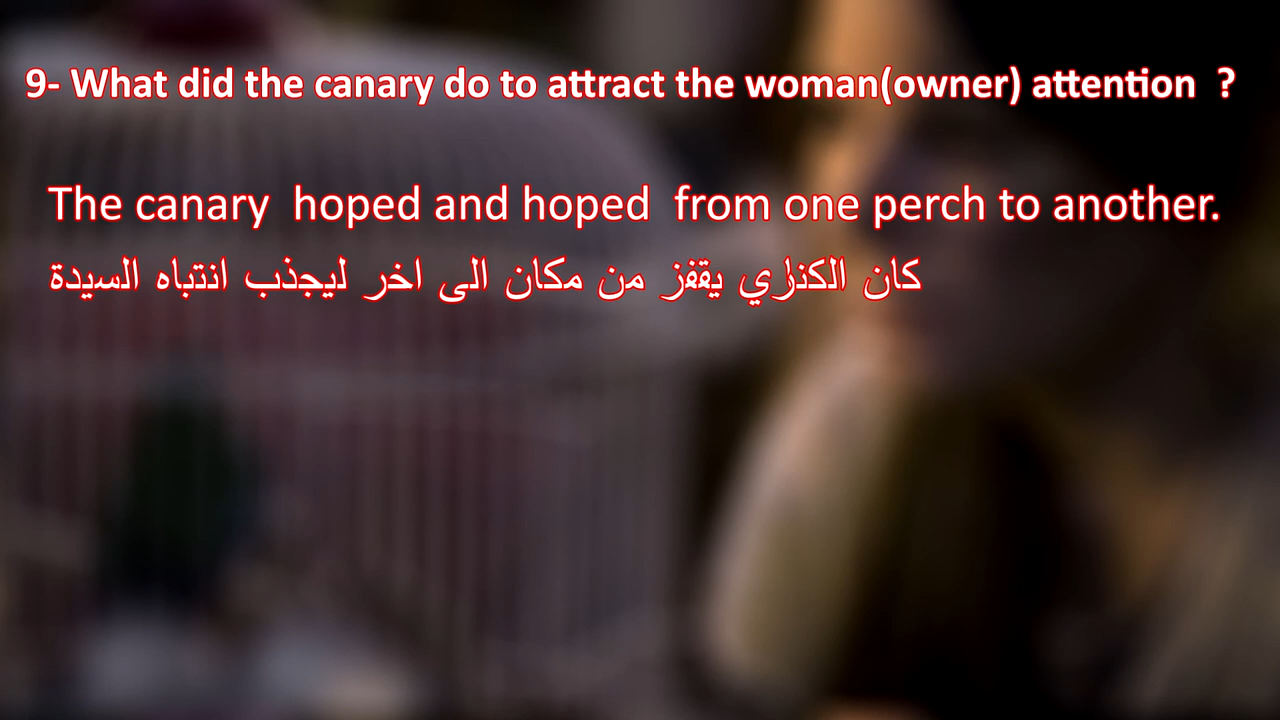 9- What did the canary do to attract the woman(owner) attention ?
The canary hoped and hoped from one perch to another.
كان الكناري يقفز من مكان الى اخر ليجذب انتباه السيدة